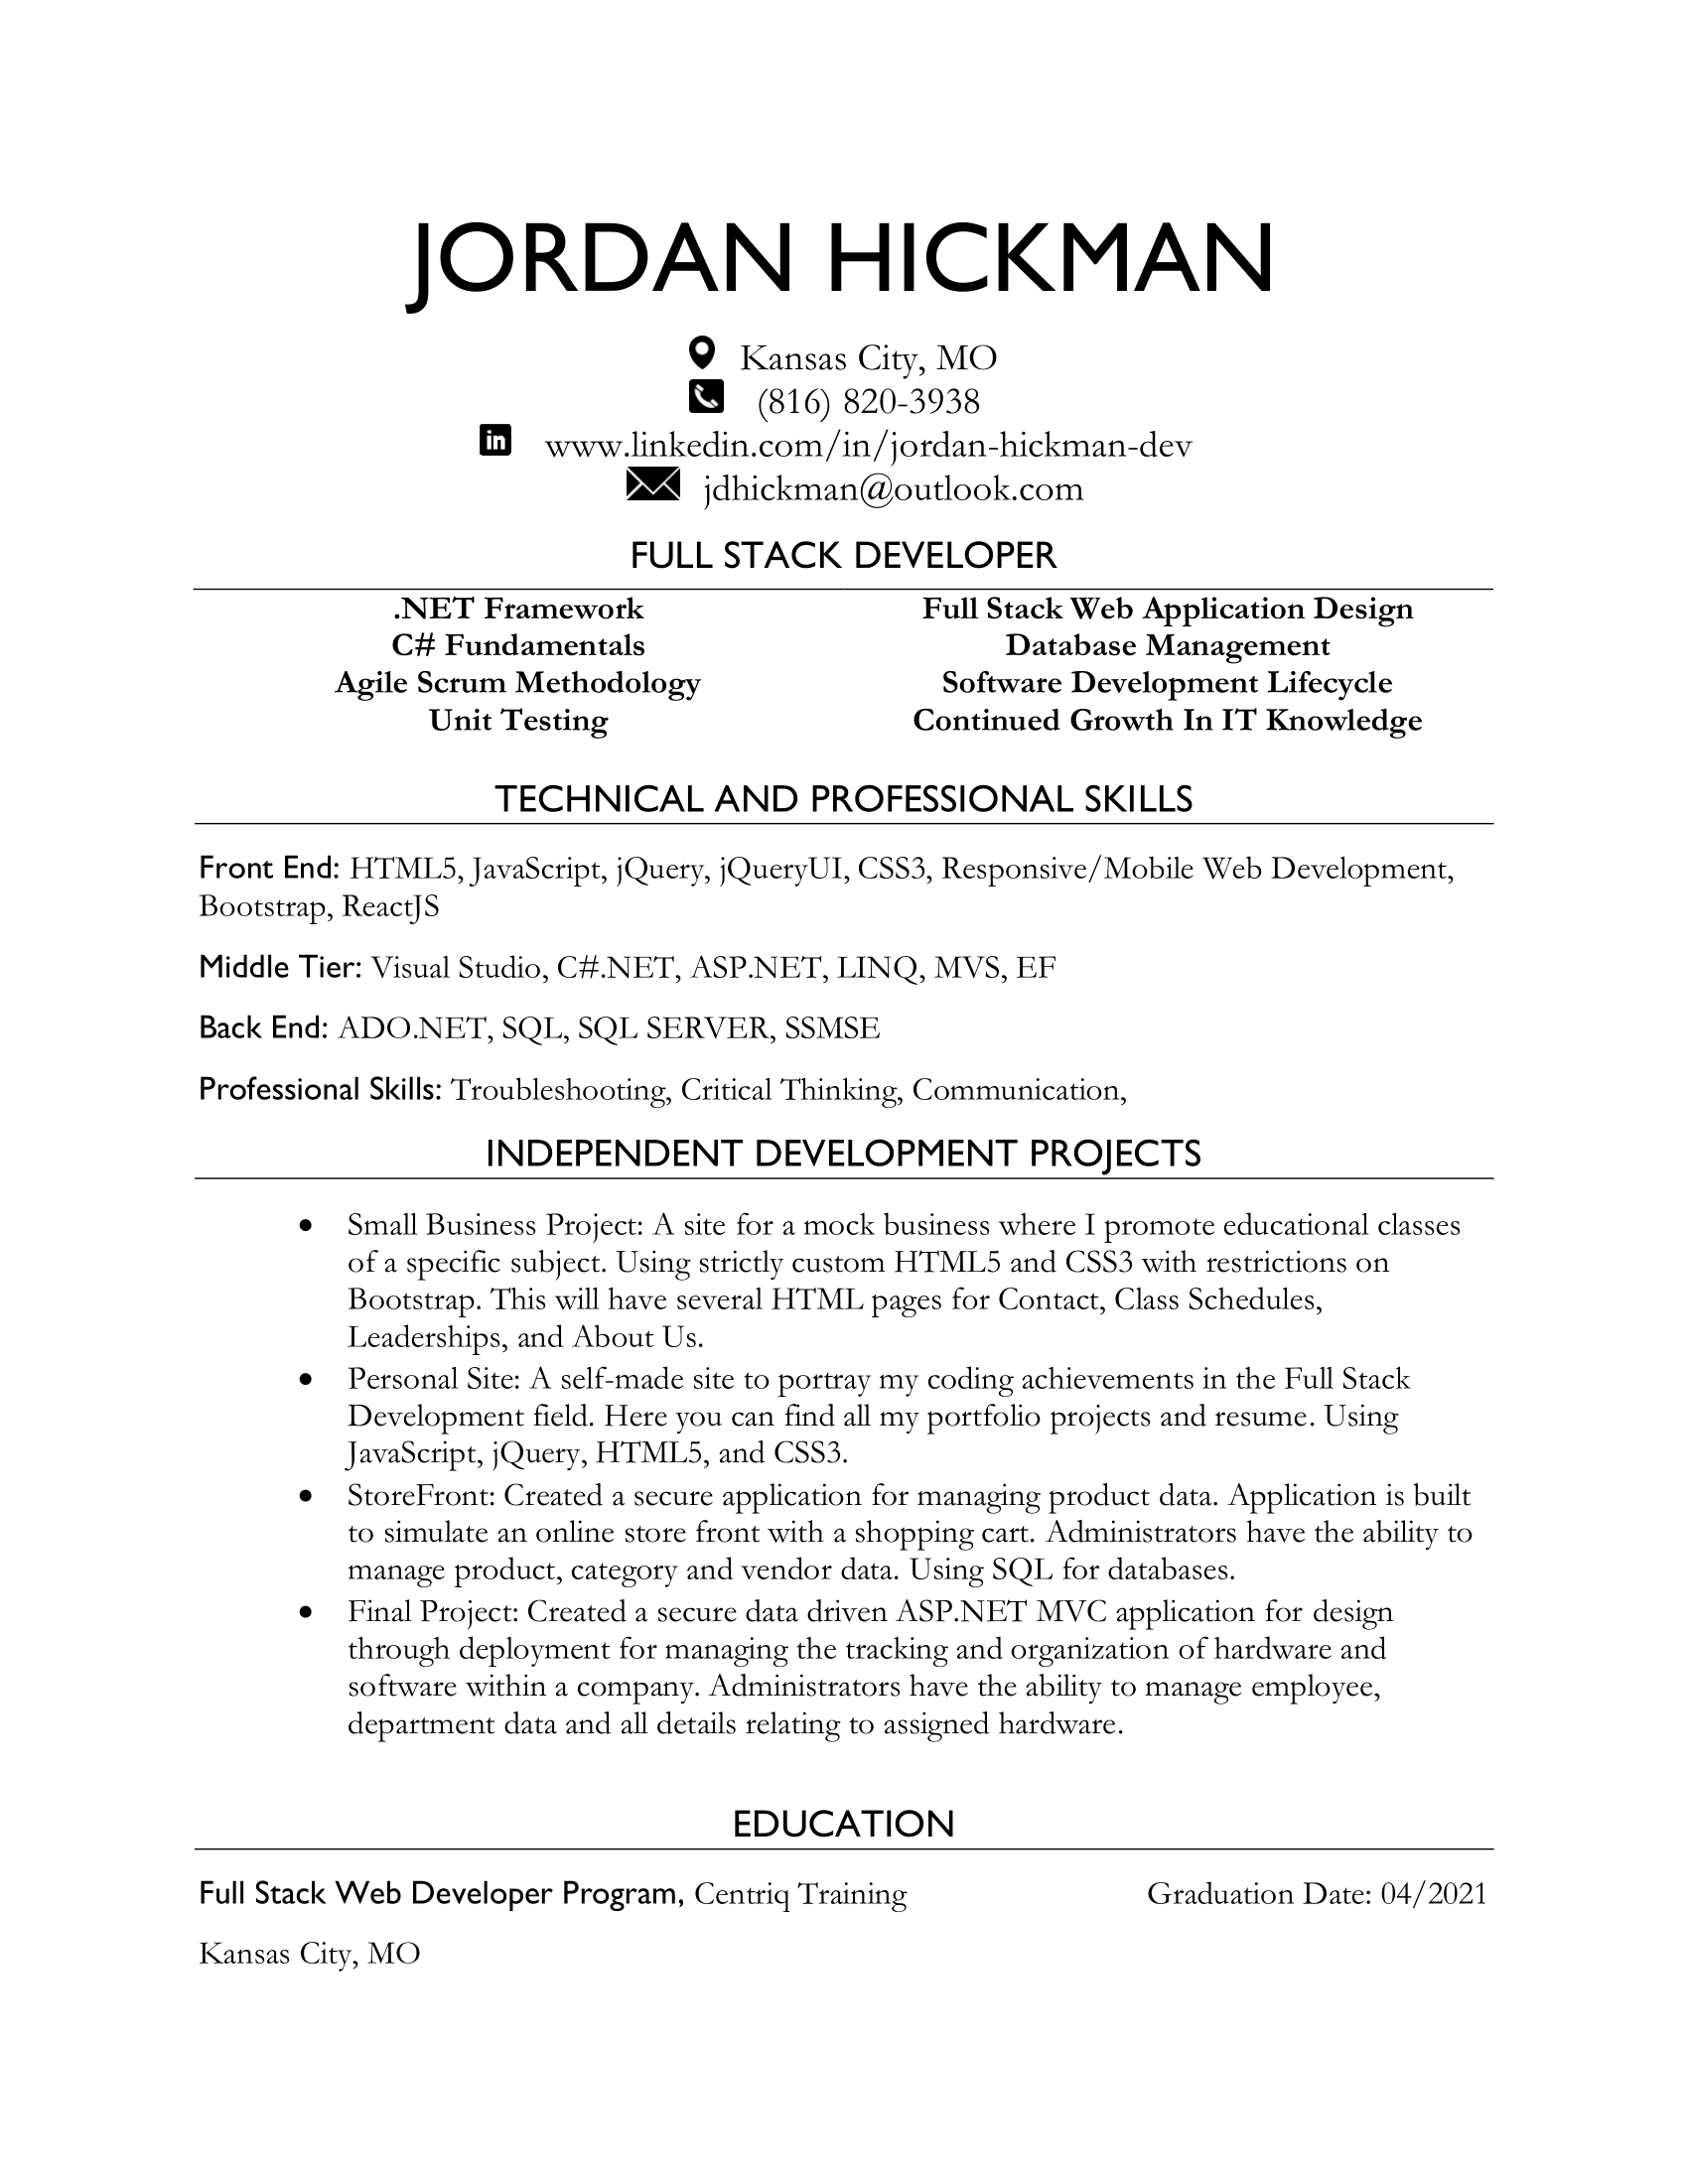 JORDAN HICKMAN
Kansas City, MO
(816) 820-3938
www.linkedin.com/in/jordan-hickman-dev
jdhickman@outlook.com
FULL STACK DEVELOPER
.NET Framework
C# Fundamentals
Agile Scrum Methodology
Unit Testing
Full Stack Web Application Design
Database Management
Software Development Lifecycle
Continued Growth In IT Knowledge
TECHNICAL AND PROFESSIONAL SKILLS
Front End: HTML5, JavaScript, jQuery, jQueryUI, CSS3, Responsive/Mobile Web Development,
Bootstrap, ReactJS
Middle Tier: Visual Studio, C#.NET, ASP.NET, LINQ, MVS, EF
Back End: ADO.NET, SQL, SQL SERVER, SSMSE
Professional Skills: Troubleshooting, Critical Thinking, Communication,
INDEPENDENT DEVELOPMENT PROJECTS
• Small Business Project: A site for a mock business where I promote educational classes
of a specific subject. Using strictly custom HTML5 and CSS3 with restrictions on
Bootstrap. This will have several HTML pages for Contact, Class Schedules,
Leaderships, and About Us.
• Personal Site: A self-made site to portray my coding achievements in the Full Stack
Development field. Here you can find all my portfolio projects and resume. Using
JavaScript, jQuery, HTML5, and CSS3.
• StoreFront: Created a secure application for managing product data. Application is built
to simulate an online store front with a shopping cart. Administrators have the ability to
manage product, category and vendor data. Using SQL for databases.
• Final Project: Created a secure data driven ASP.NET MVC application for design
through deployment for managing the tracking and organization of hardware and
software within a company. Administrators have the ability to manage employee,
department data and all details relating to assigned hardware.
EDUCATION
Full Stack Web Developer Program, Centriq Training Graduation Date: 04/2021
Kansas City, MO